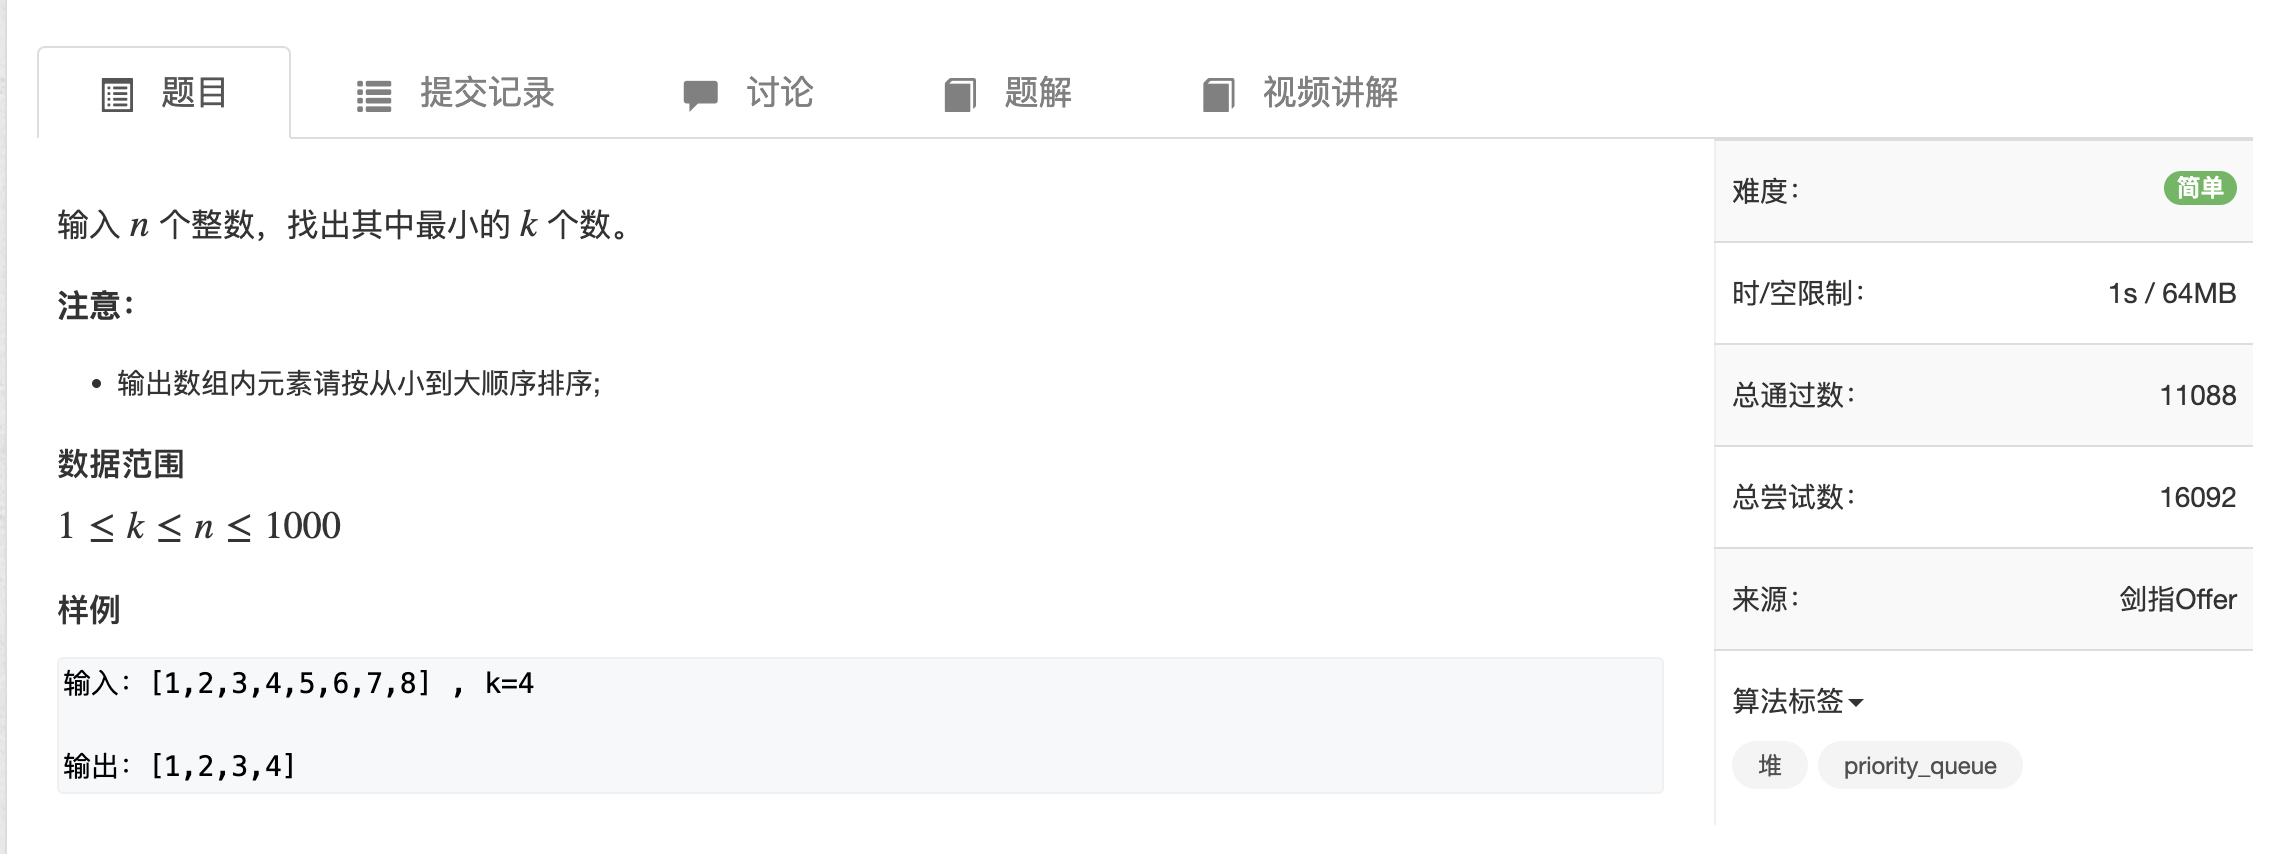 题目 提交记录 讨论 题解 视频讲解
输入 n 个整数，找出其中最小的 k 个数。
注意：
• 输出数组内元素请按从小到大顺序排序;
数据范围
1 ≤ k ≤ n ≤ 1000
样例
输入：[1,2,3,4,5,6,7,8] , k=4
输出：[1,2,3,4]
难度： 简单
时/空限制： 1s / 64MB
总通过数： 11088
总尝试数： 16092
来源： 剑指Offer
算法标签
堆 priority_queue